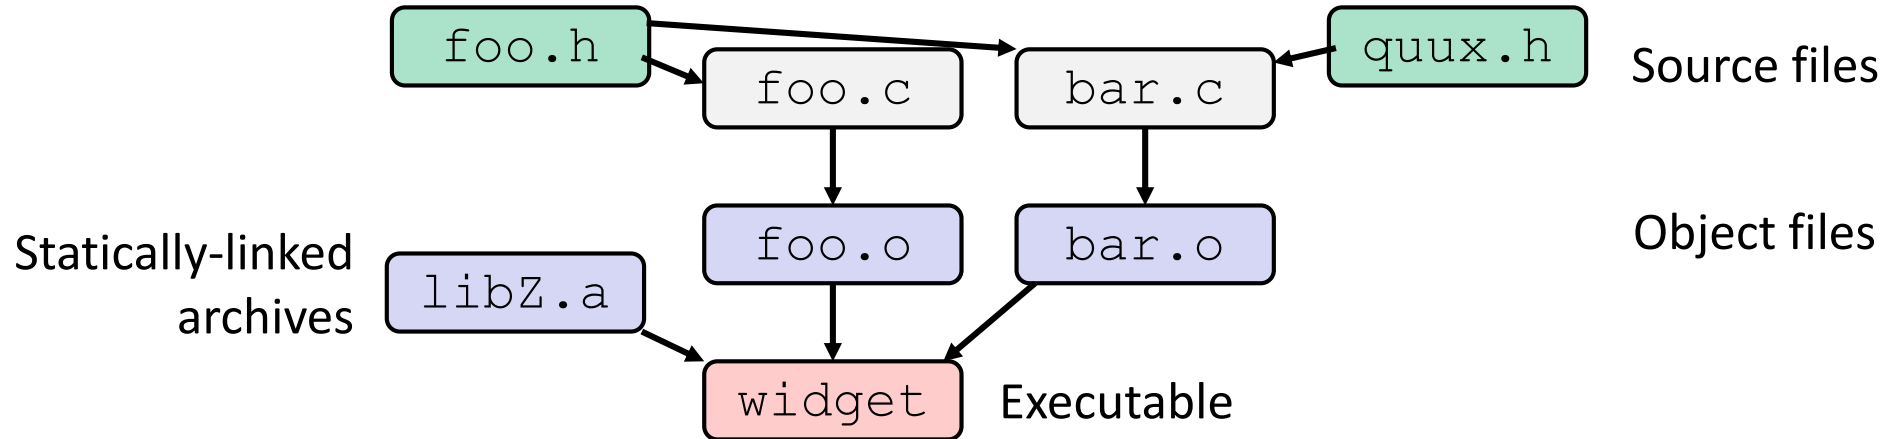 foo.h
quux.h
Source files
foo.c
bar.c
foo.o
bar.o
Object files
Statically-linked
archives
libZ.a
widget
Executable